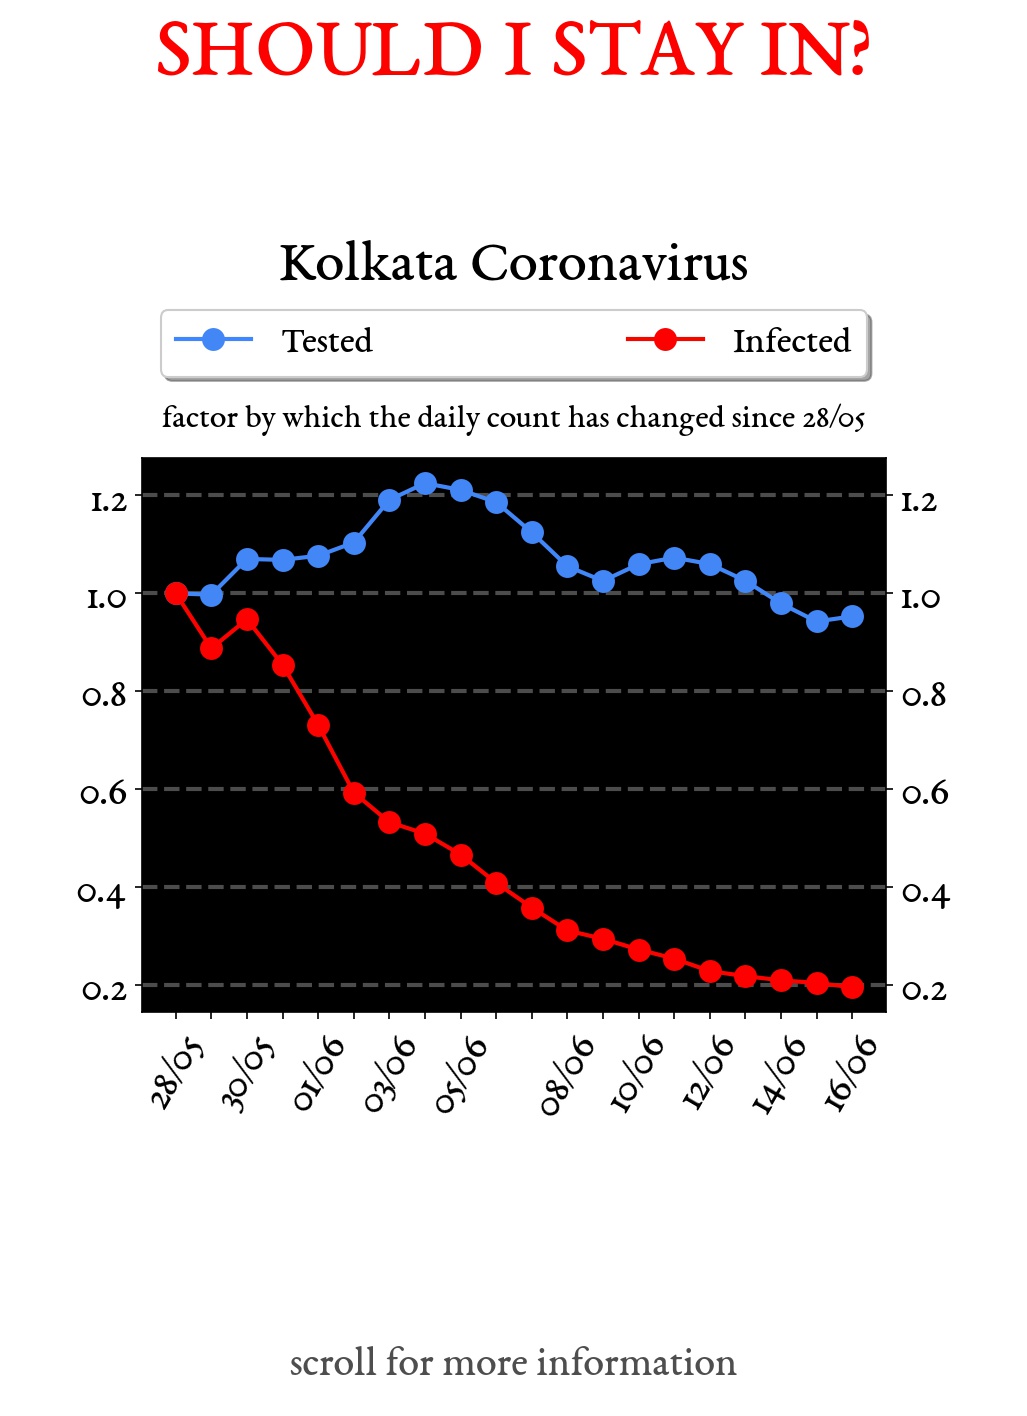 SHOULD I STAY IN?
Kolkata Coronavirus
Tested Infected
factor by which the daily count has changed since 28/05
1.2 1.2
1.0 1.0
0.8 0.8
0.6 0.6
0.4 0.4
0.2 0.2
28/05 30/05 01/06 03/06 05/06 08/06 10/06 12/06 14/06 16/06
scroll for more information